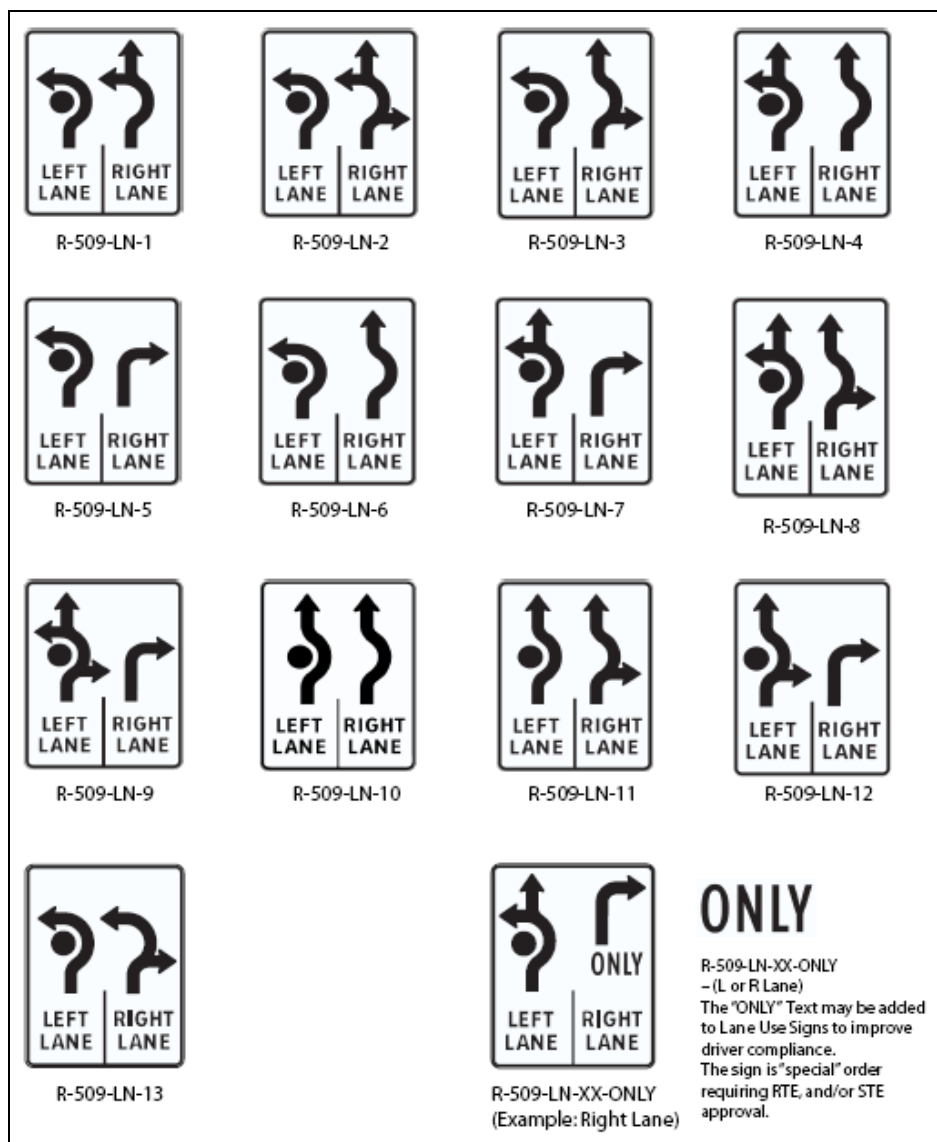 LEFT LANE RIGHT LANE
R-509-LN-1
LEFT LANE RIGHT LANE
R-509-LN-2
LEFT LANE RIGHT LANE
R-509-LN-3
LEFT LANE RIGHT LANE
R-509-LN-4
LEFT LANE RIGHT LANE
R-509-LN-5
LEFT LANE RIGHT LANE
R-509-LN-6
LEFT LANE RIGHT LANE
R-509-LN-7
LEFT LANE RIGHT LANE
R-509-LN-8
LEFT LANE RIGHT LANE
R-509-LN-9
LEFT LANE RIGHT LANE
R-509-LN-10
LEFT LANE RIGHT LANE
R-509-LN-11
LEFT LANE RIGHT LANE
R-509-LN-12
LEFT LANE RIGHT LANE
R-509-LN-13
ONLY
LEFT LANE RIGHT LANE
R-509-LN-XX-ONLY
(Example: Right Lane)
ONLY
R-509-LN-XX-ONLY
– (L or R Lane)
The "ONLY" Text may be added
to Lane Use Signs to improve
driver compliance.
The sign is "special" order
requiring RTE, and/or STE
approval.